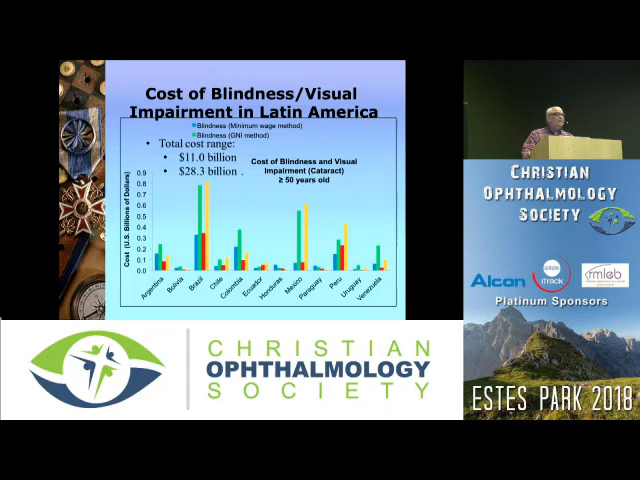 Cost of Blindness/Visual
Impairment in Latin America
Blindness (Minimum wage method)
Blindness (GNI method)
• Total cost range:
• $11.0 billion
• $28.3 billion .
Cost of Blindness and Visual
Impairment (Cataract)
≥ 50 years old
Cost (U.S. Billions of Dollars)
0.9
0.8
0.7
0.6
0.5
0.4
0.3
0.2
0.1
0.0
Argentina
Bolivia
Brazil
Chile
Colombia
Ecuador
Honduras
Mexico
Paraguay
Peru
Uruguay
Venezuela
CHRISTIAN
OPHTHALMOLOGY
SOCIETY
CHRISTIAN
OPHTHALMOLOGY
SOCIETY
Alcon
iTRACK
rmleb
Platinum Sponsors
ESTES PARK 2018